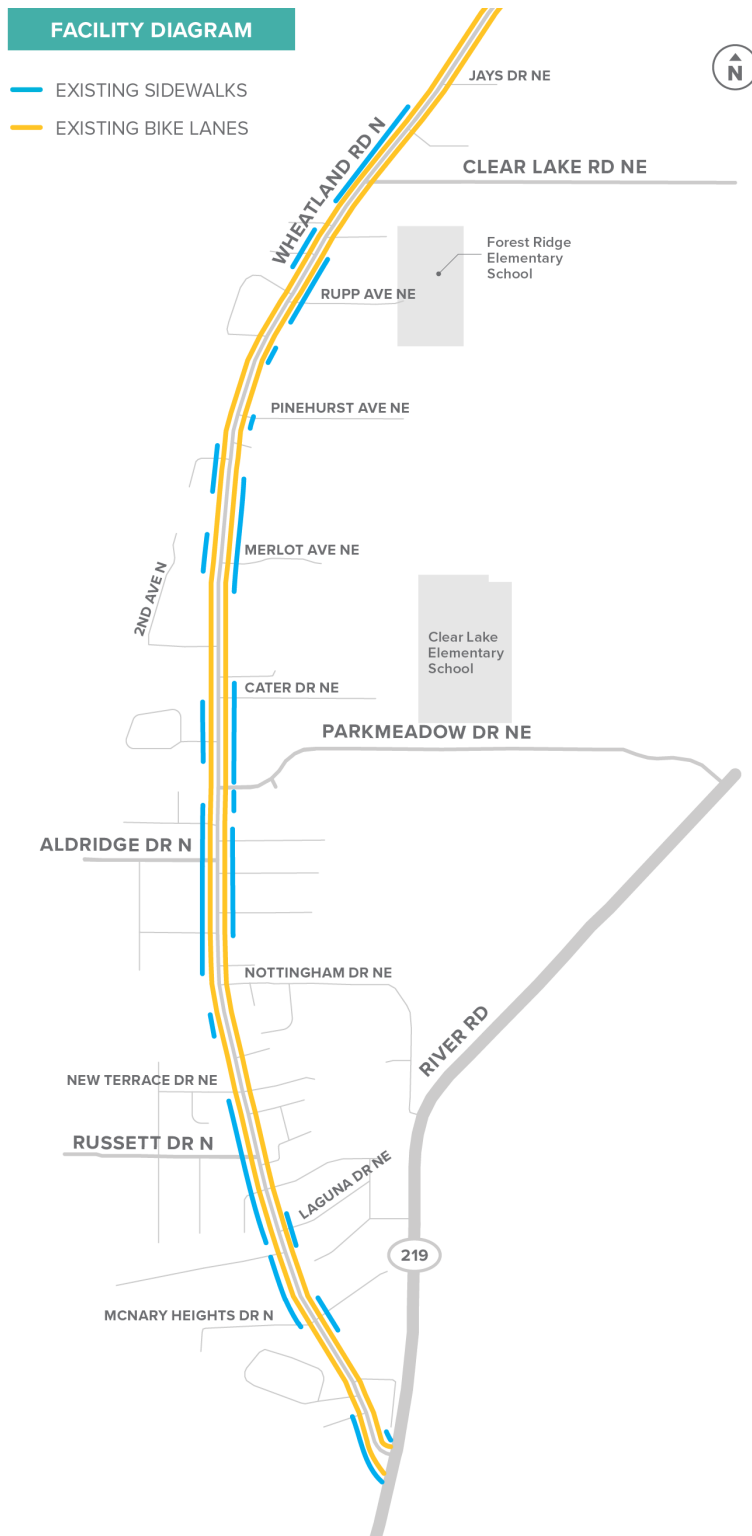 FACILITY DIAGRAM
EXISTING SIDEWALKS
EXISTING BIKE LANES
N
JAYS DR NE
WHEATLAND RD N
CLEAR LAKE RD NE
Forest Ridge
Elementary
School
RUPP AVE NE
PINEHURST AVE NE
MERLOT AVE NE
2ND AVE N
Clear Lake
Elementary
School
CATER DR NE
PARKMEADOW DR NE
ALDRIDGE DR N
NOTTINGHAM DR NE
RIVER RD
NEW TERRACE DR NE
RUSSETT DR N
LAGUNA DR NE
219
MCNARY HEIGHTS DR N